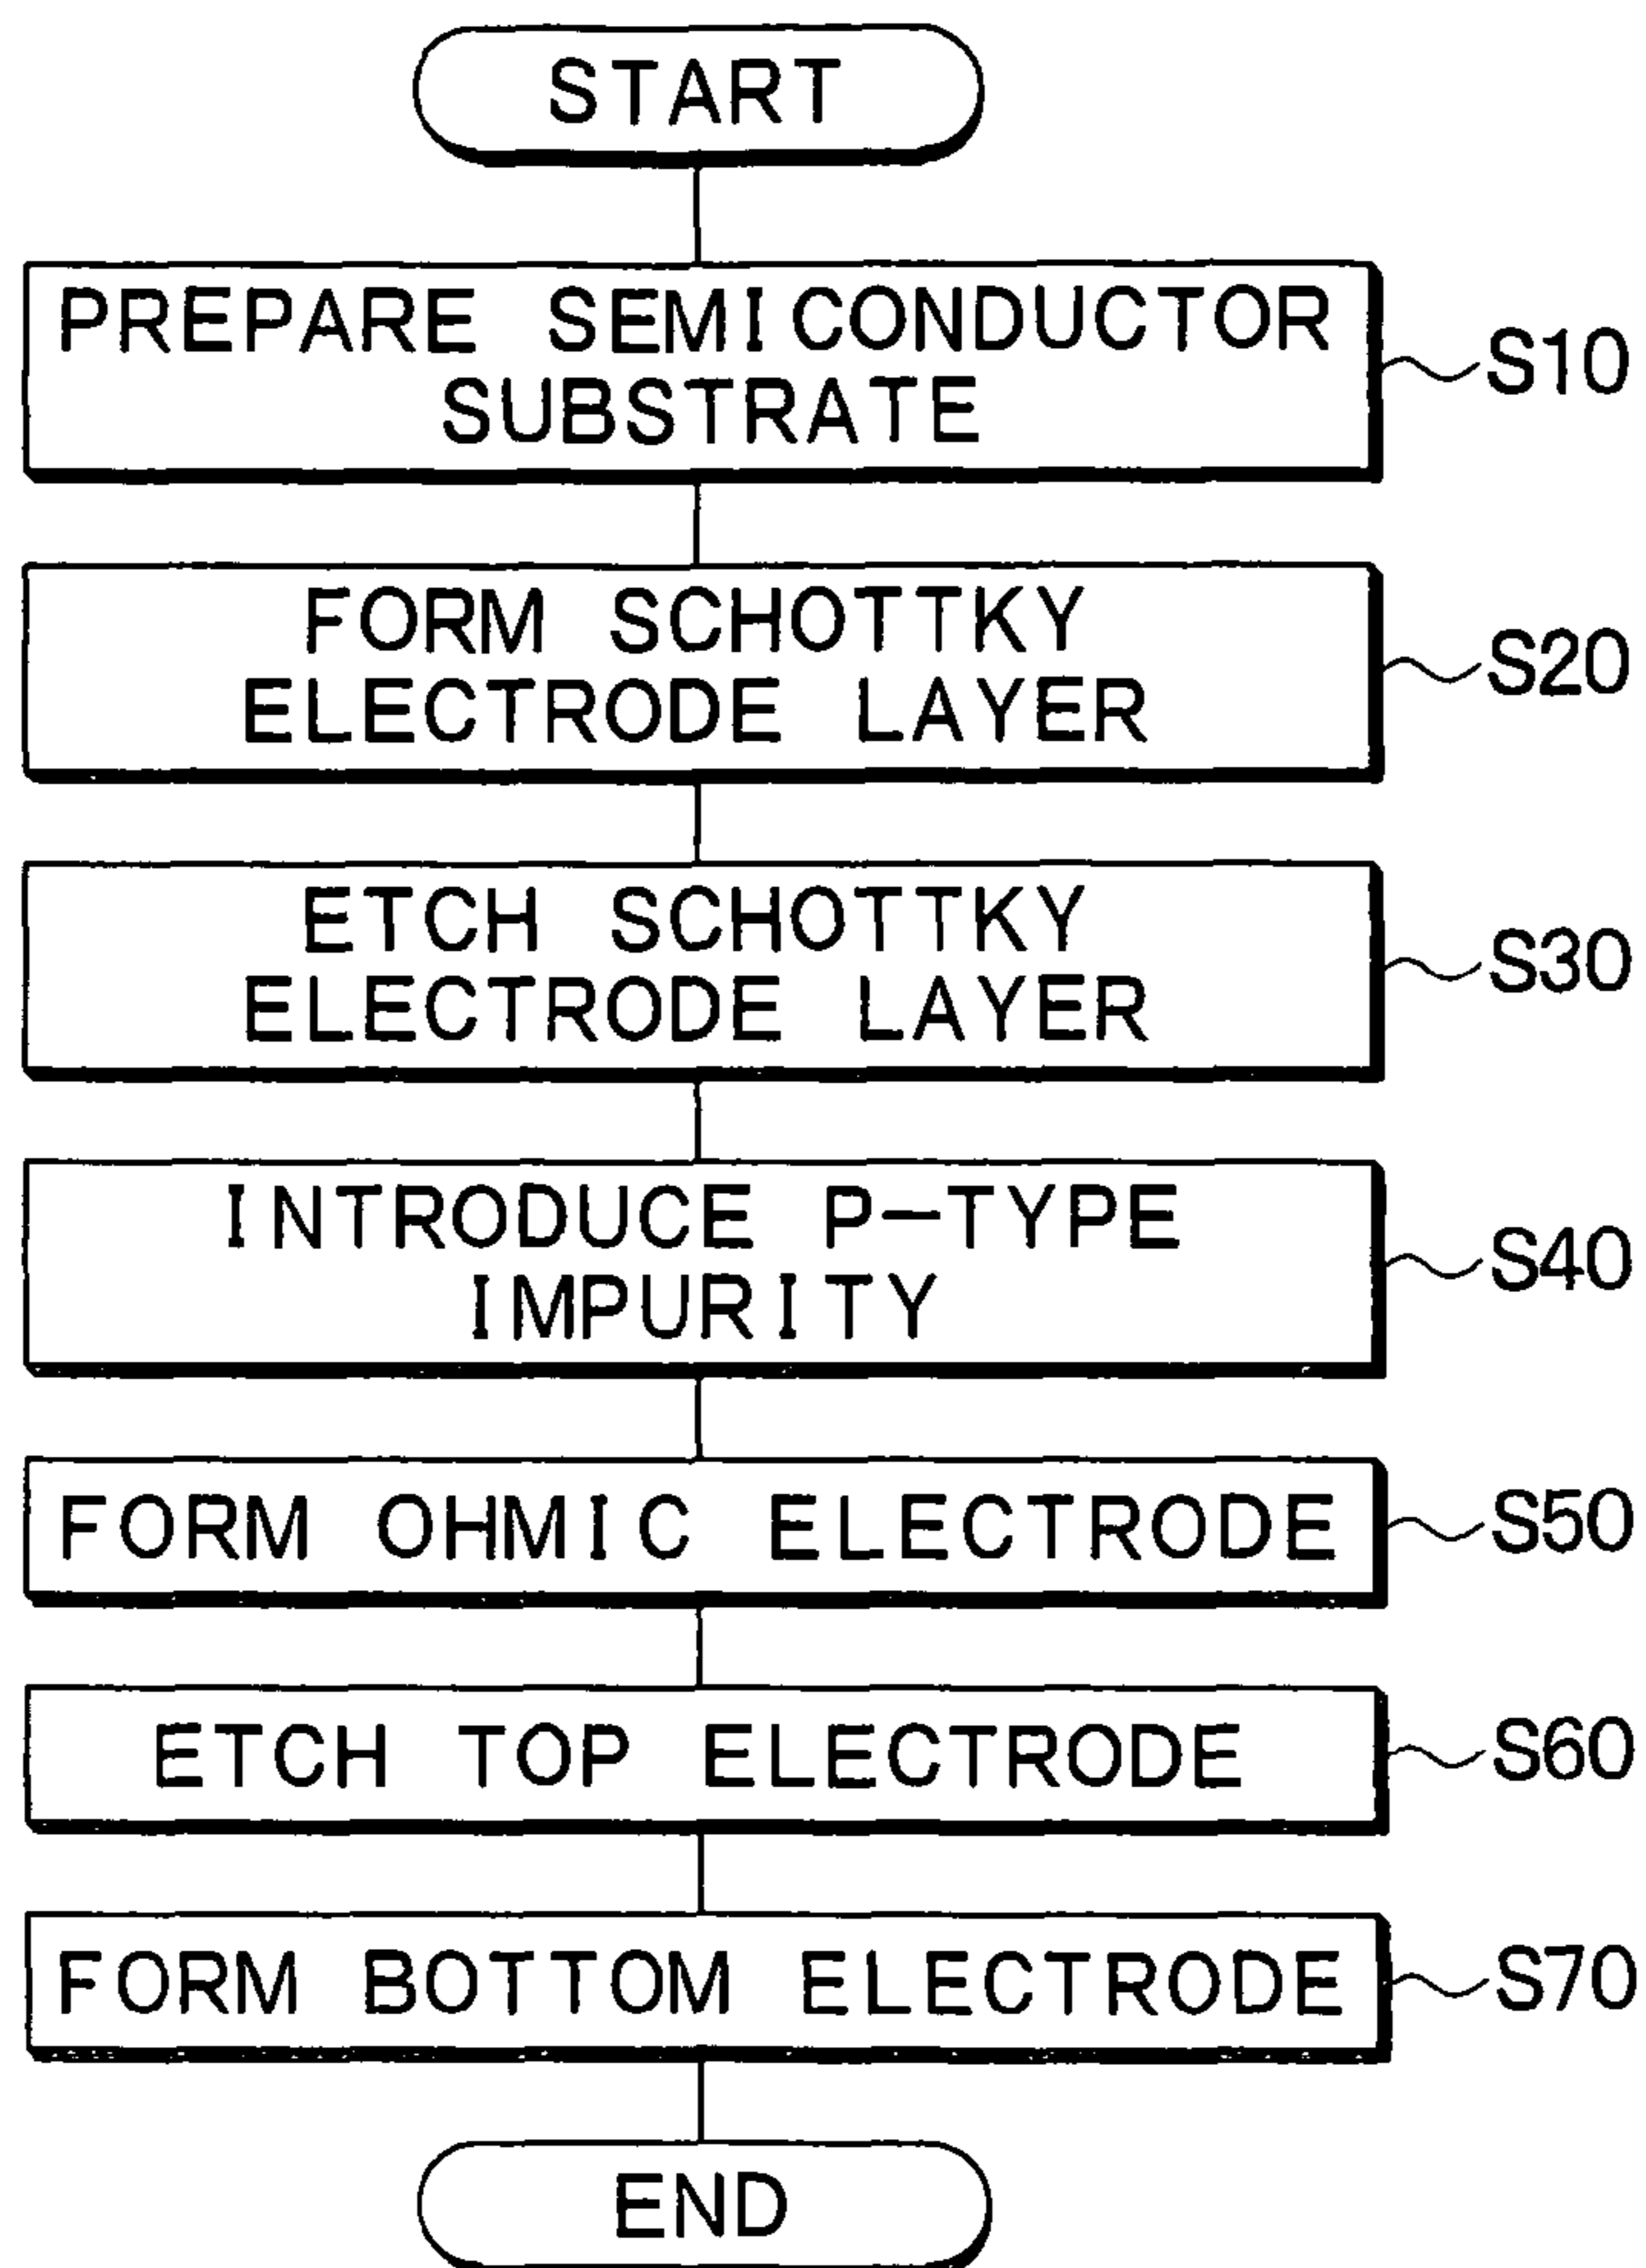 START
PREPARE SEMICONDUCTOR
SUBSTRATE
S10
FORM SCHOTTKY
ELECTRODE LAYER
S20
ETCH SCHOTTKY
ELECTRODE LAYER
S30
INTRODUCE P-TYPE
IMPURITY
S40
FORM OHMIC ELECTRODE
S50
ETCH TOP ELECTRODE
S60
FORM BOTTOM ELECTRODE
S70
END